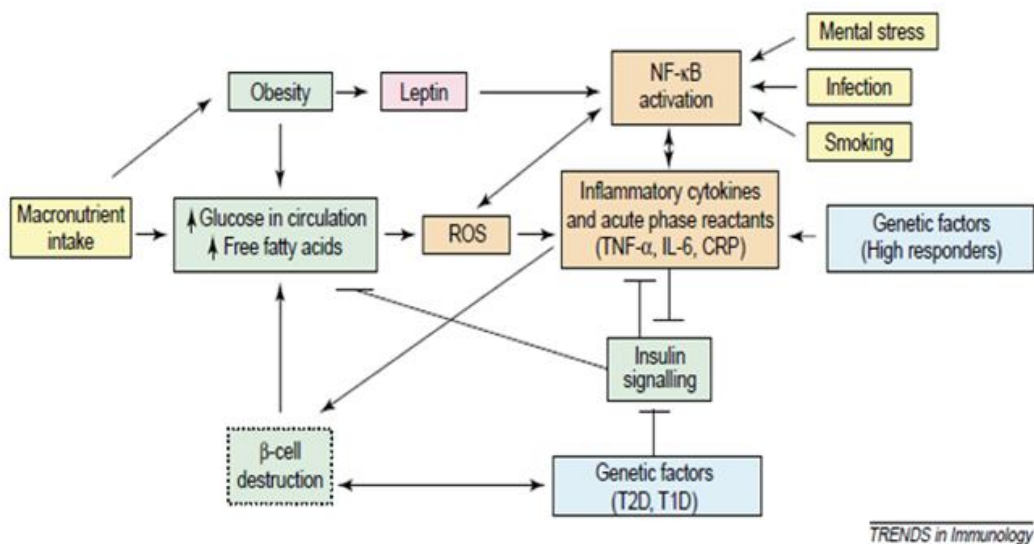 Mental stress
NF-κB
activation
Obesity
Leptin
Infection
Smoking
Macronutrient
intake
Glucose in circulation
Free fatty acids
ROS
Inflammatory cytokines
and acute phase reactants
(TNF-α, IL-6, CRP)
Genetic factors
(High responders)
Insulin
signalling
β-cell
destruction
Genetic factors
(T2D, T1D)
TRENDS in Immunology